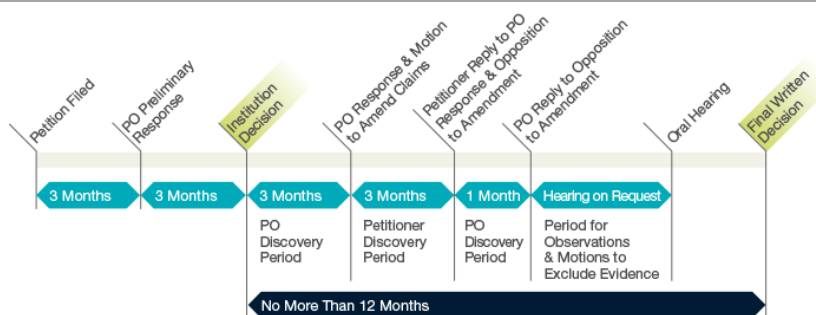 Petition Filed
PO Preliminary
Response
Institution
Decision
PO Response & Motion
to Amend Claims
Petitioner Reply to PO
Response & Opposition
to Amendment
PO Reply to Opposition
to Amendment
Oral Hearing
Final Written
Decision
3 Months
3 Months
3 Months
3 Months
1 Month
Hearing on Request
PO
Discovery
Period
Petitioner
Discovery
Period
PO
Discovery
Period
Period for
Observations
& Motions to
Exclude Evidence
No More Than 12 Months